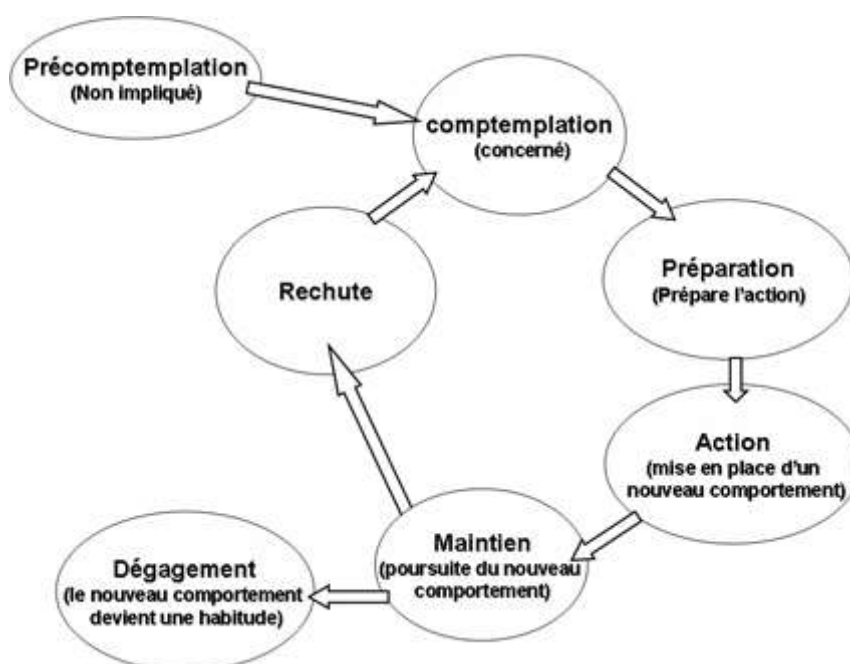 Précomptemplation
(Non impliqué)
comptemplation
(concerné)
Préparation
(Prépare l'action)
Action
(mise en place d'un
nouveau comportement)
Maintien
(poursuite du nouveau
comportement)
Dégagement
(le nouveau comportement
devient une habitude)
Rechute